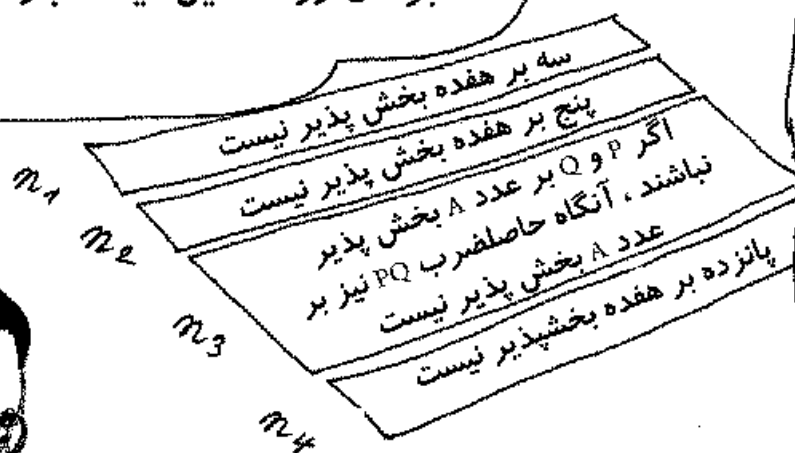 سه بر هفده بخش پذیر نیست
n1
پنج بر هفده بخش پذیر نیست
n2
اگر P و Q بر عدد A بخش پذیر
نباشند ، آنگاه حاصلضرب PQ نیز بر
عدد A بخش پذیر نیست
n3
پانزده بر هفده بخشپذیر نیست
n4